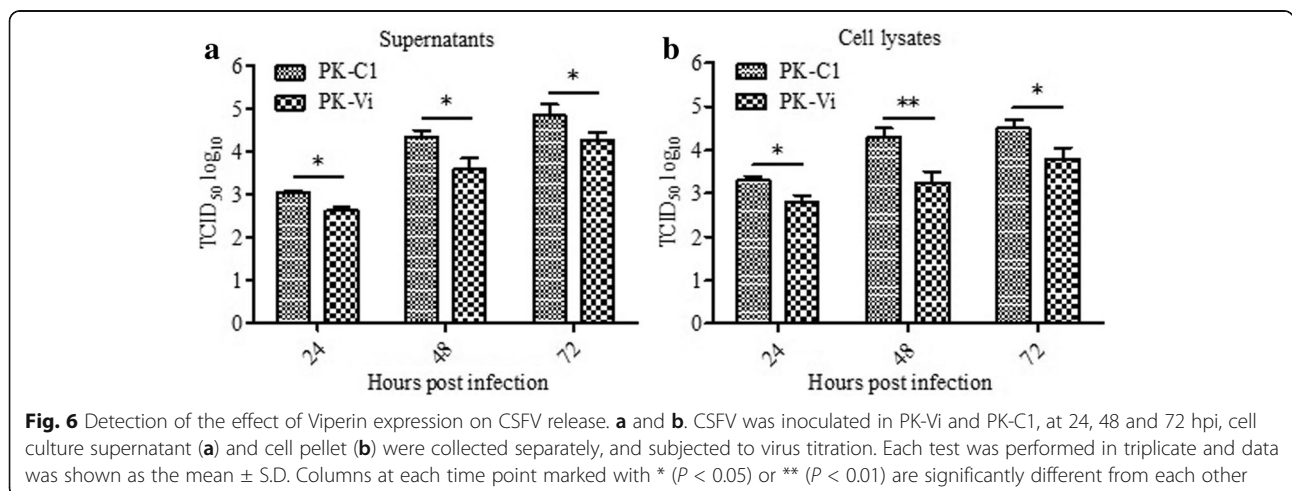 a
Supernatants
6
5
4
3
2
1
0
TCID50 log10
PK-C1
PK-Vi
*
*
*
24
48
72
Hours post infection
b
Cell lysates
6
5
4
3
2
1
0
TCID50 log10
PK-C1
PK-Vi
*
**
*
24
48
72
Hours post infection
Fig. 6 Detection of the effect of Viperin expression on CSFV release. a and b. CSFV was inoculated in PK-Vi and PK-C1, at 24, 48 and 72 hpi, cell
culture supernatant (a) and cell pellet (b) were collected separately, and subjected to virus titration. Each test was performed in triplicate and data
was shown as the mean ± S.D. Columns at each time point marked with * (P < 0.05) or ** (P < 0.01) are significantly different from each other